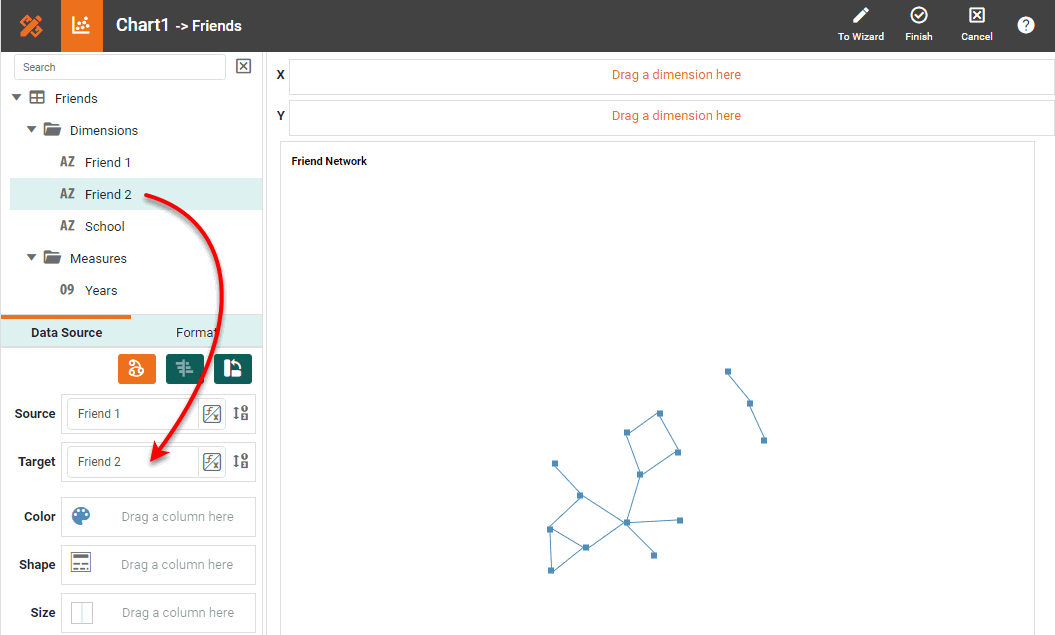 Chart1 -> Friends
To Wizard
Finish
Cancel
?
Search
Friends
Dimensions
AZ Friend 1
AZ Friend 2
AZ School
Measures
09 Years
Data Source
Format
Source
Friend 1
Target
Friend 2
Color
Drag a column here
Shape
Drag a column here
Size
Drag a column here
X
Drag a dimension here
Y
Drag a dimension here
Friend Network